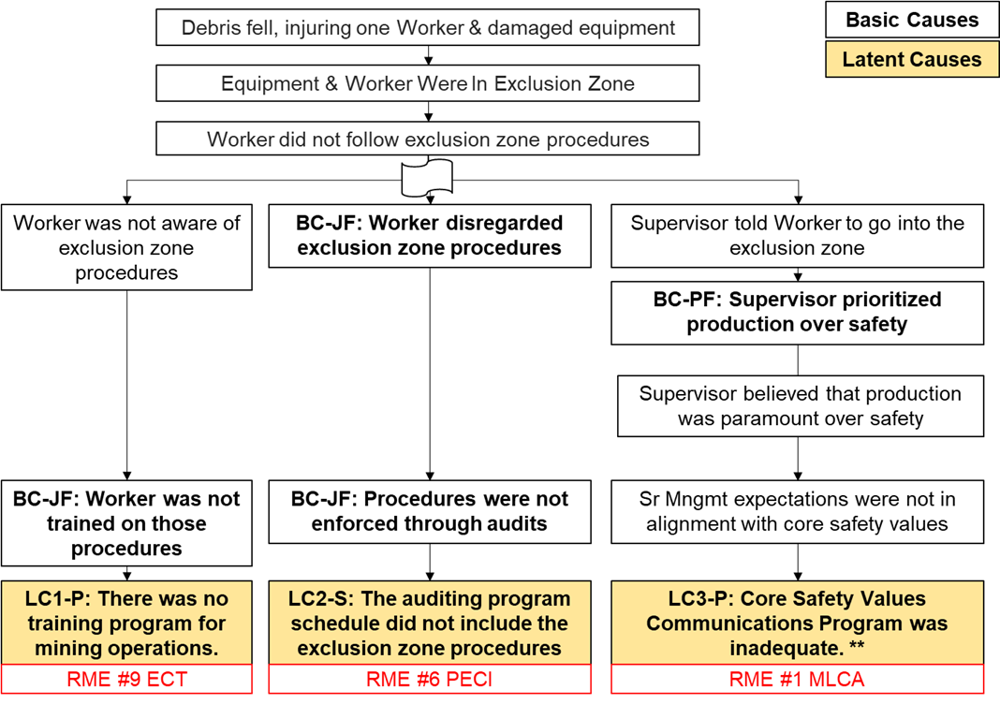 Debris fell, injuring one Worker & damaged equipment
Basic Causes
Latent Causes
Equipment & Worker Were In Exclusion Zone
Worker did not follow exclusion zone procedures
Worker was not aware of
exclusion zone
procedures
BC-JF: Worker disregarded
exclusion zone procedures
Supervisor told Worker to go into the
exclusion zone
BC-PF: Supervisor prioritized
production over safety
Supervisor believed that production
was paramount over safety
BC-JF: Worker was not
trained on those
procedures
BC-JF: Procedures were not
enforced through audits
Sr Mngmt expectations were not in
alignment with core safety values
LC1-P: There was no
training program for
mining operations.
LC2-S: The auditing program
schedule did not include the
exclusion zone procedures
LC3-P: Core Safety Values
Communications Program was
inadequate. **
RME #9 ECT
RME #6 PECI
RME #1 MLCA